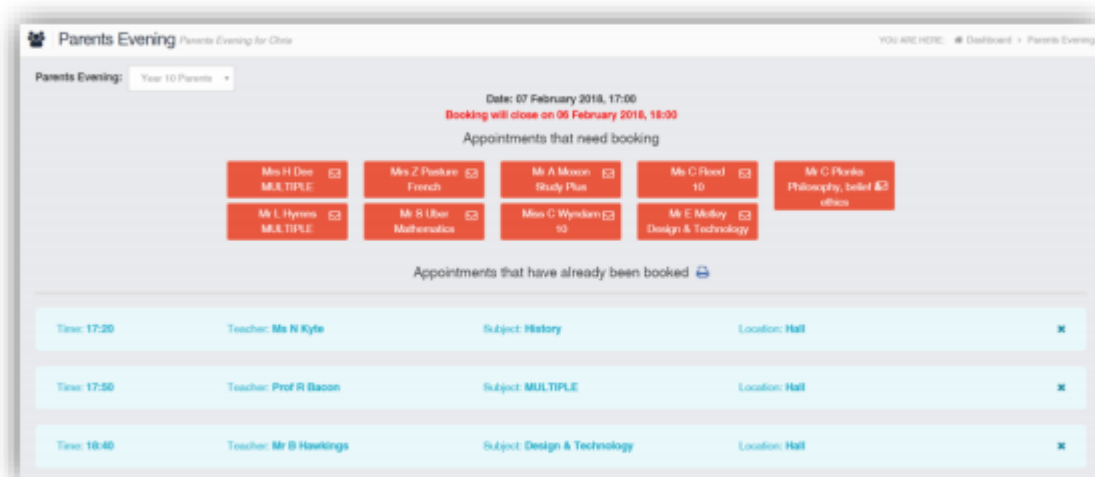 Parents Evening Parents Evening for Chris
YOU ARE HERE: Dashboard > Parents Evening
Parents Evening: Year 10 Parents
Date: 07 February 2018, 17:00
Booking will close on 06 February 2018, 18:00
Appointments that need booking
Mrs H Dee
MULTIPLE
Mrs Z Pasture
French
Mr A Moxon
Study Plus
Ms C Reed
10
Mr C Planks
Philosophy, belief &
ethics
Mr L Hymns
MULTIPLE
Mr S Uber
Mathematics
Miss C Wyndam
10
Mr E Motley
Design & Technology
Appointments that have already been booked
Time: 17:20 Teacher: Ms N Kyte Subject: History Location: Hall
Time: 17:50 Teacher: Prof R Bacon Subject: MULTIPLE Location: Hall
Time: 18:40 Teacher: Mr B Hawkings Subject: Design & Technology Location: Hall